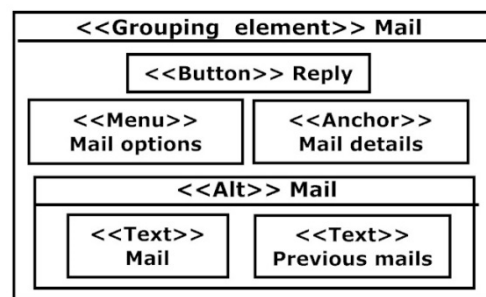 <<Grouping element>> Mail
<<Button>> Reply
<<Menu>>
Mail options
<<Anchor>>
Mail details
<<Alt>> Mail
<<Text>>
Mail
<<Text>>
Previous mails